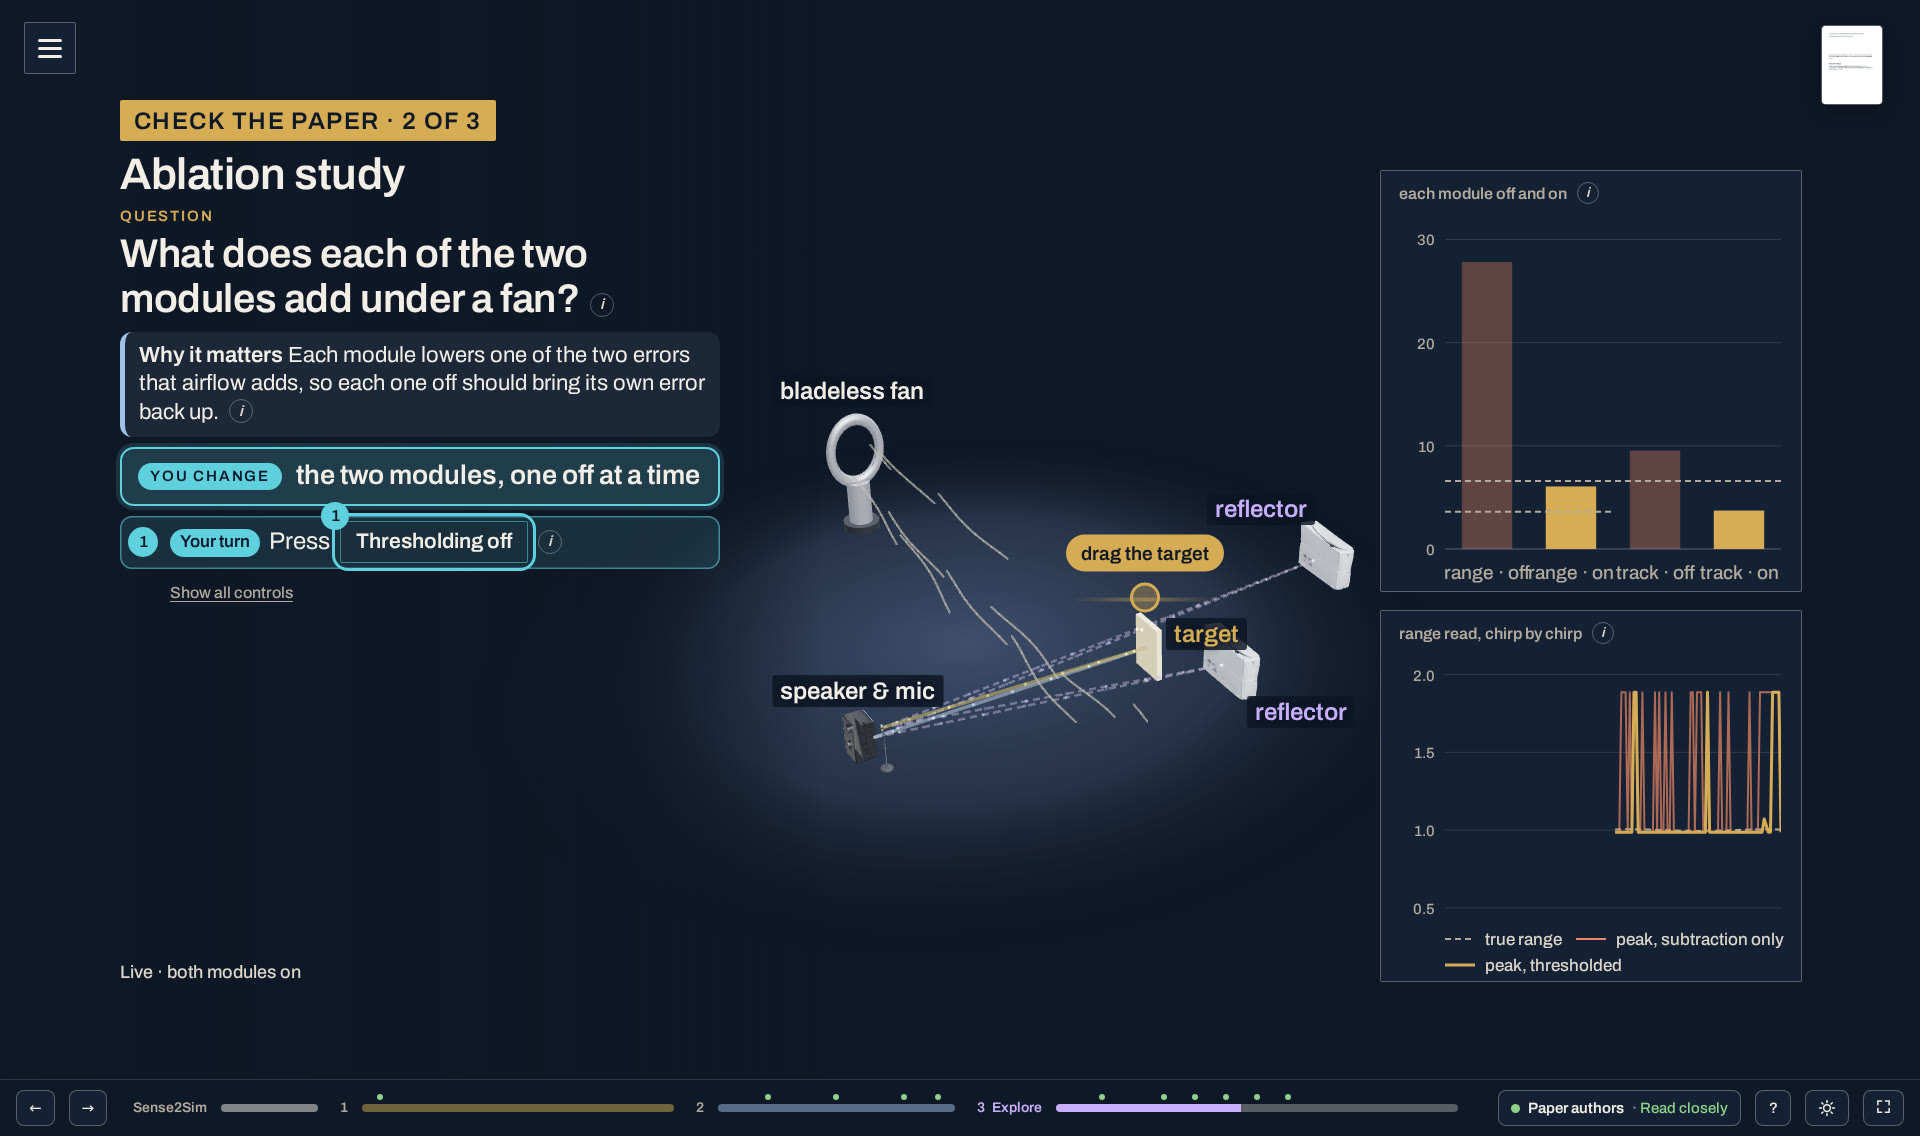 CHECK THE PAPER · 2 OF 3
Ablation study
QUESTION
What does each of the two
modules add under a fan? i
Why it matters Each module lowers one of the two errors
that airflow adds, so each one off should bring its own error
back up. i
YOU CHANGE the two modules, one off at a time
1
1 Your turn Press Thresholding off i
Show all controls
Live · both modules on
bladeless fan
reflector
drag the target
target
speaker & mic
reflector
each module off and on i
30
20
10
0
range · off range · on track · off track · on
range read, chirp by chirp i
2.0
1.5
1.0
0.5
true range peak, subtraction only
peak, thresholded
← → Sense2Sim 1 2 3 Explore Paper authors · Read closely ?